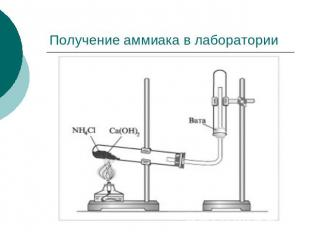 Получение аммиака в лаборатории
Вата
NH₄Cl Ca(OH)₂